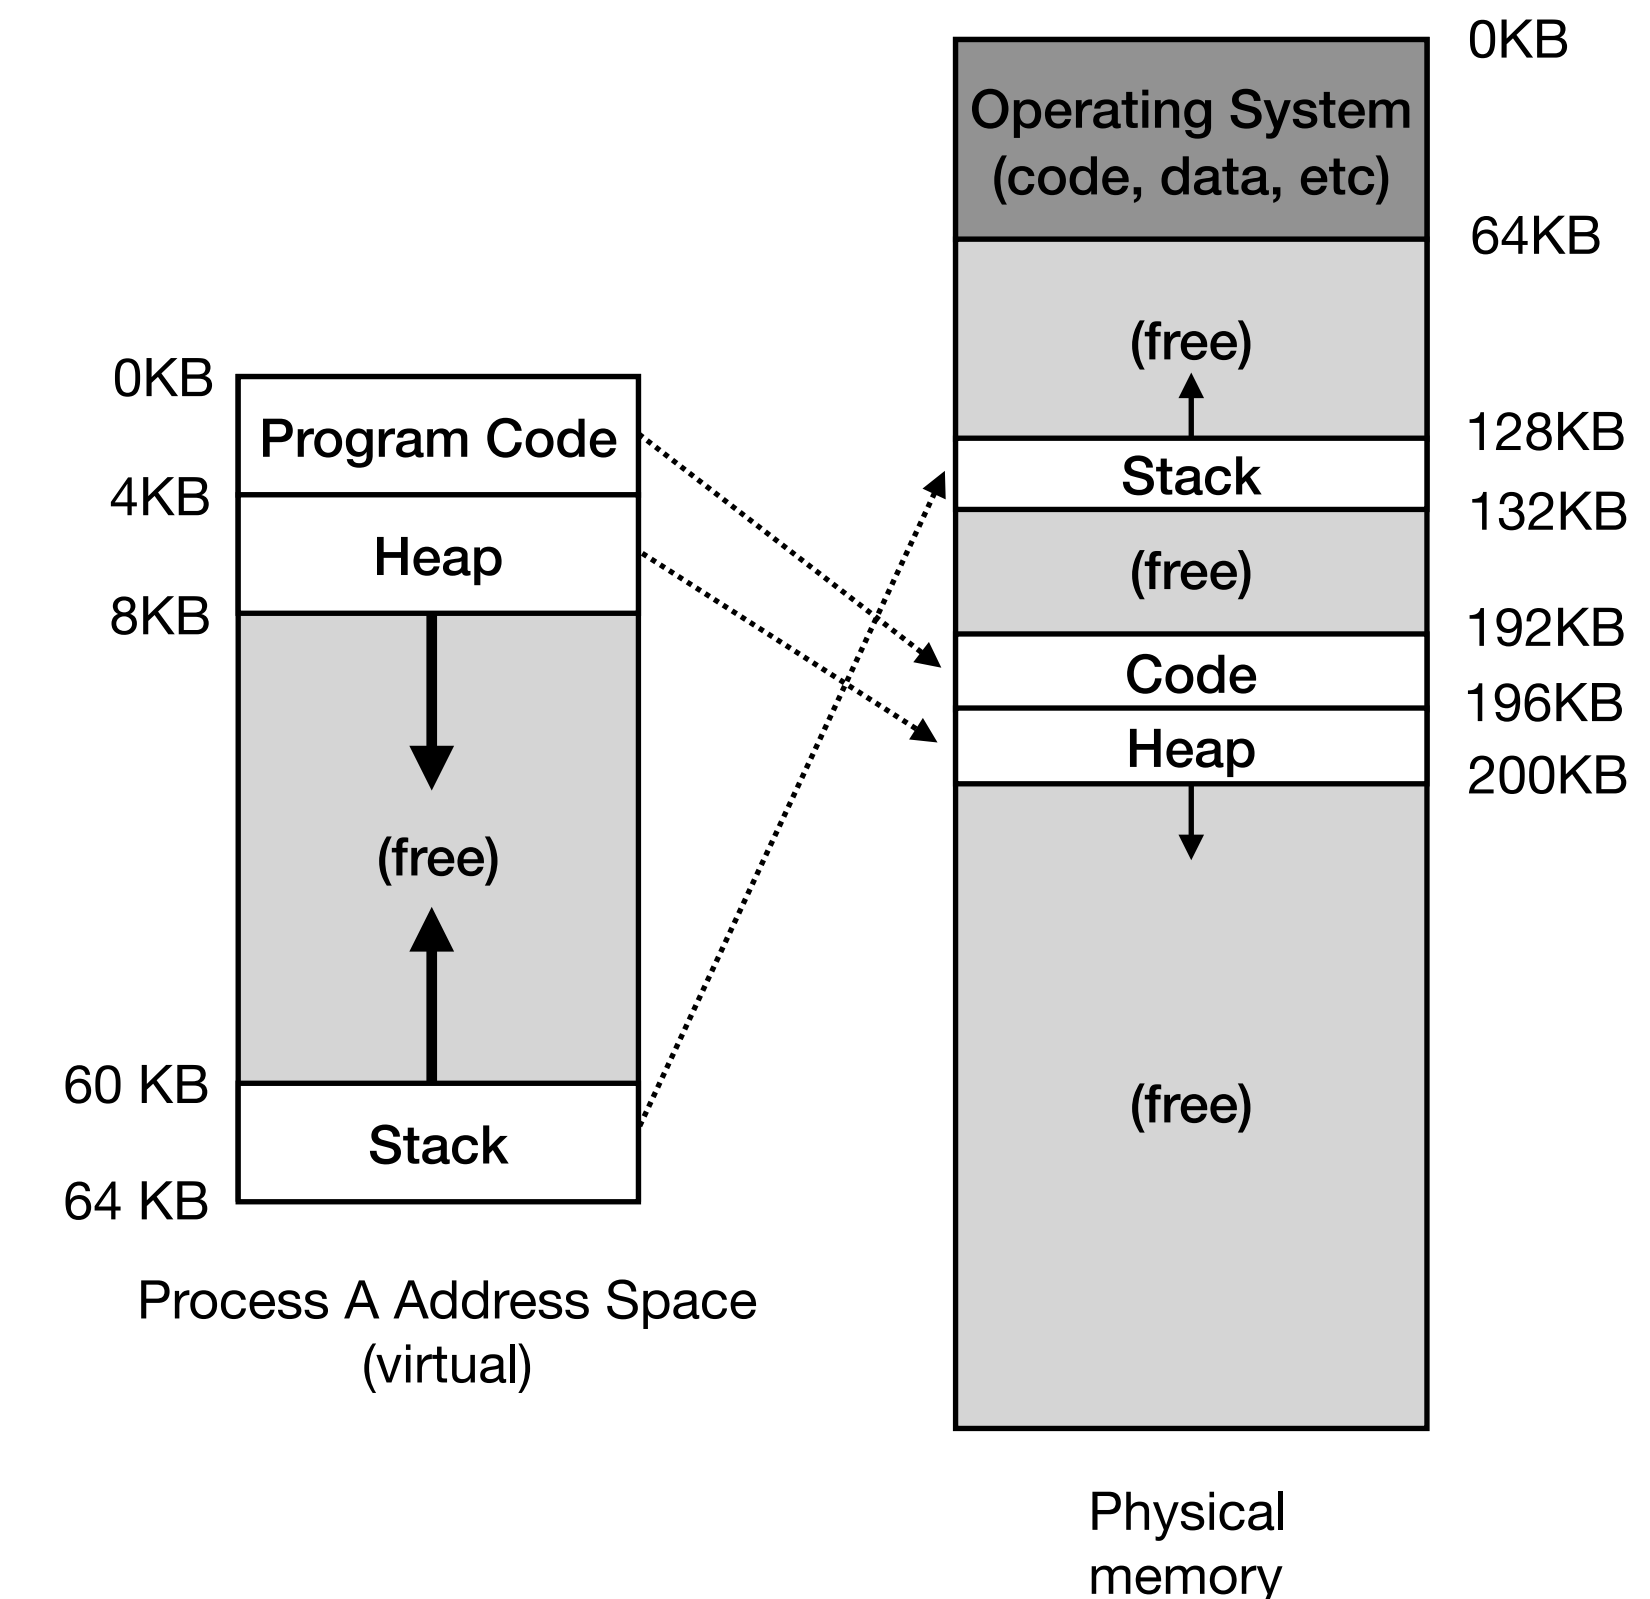 0KB
Program Code
4KB
Heap
8KB
(free)
60 KB
Stack
64 KB
Process A Address Space
(virtual)
0KB
Operating System
(code, data, etc)
64KB
(free)
128KB
Stack
132KB
(free)
192KB
Code
196KB
Heap
200KB
(free)
Physical
memory